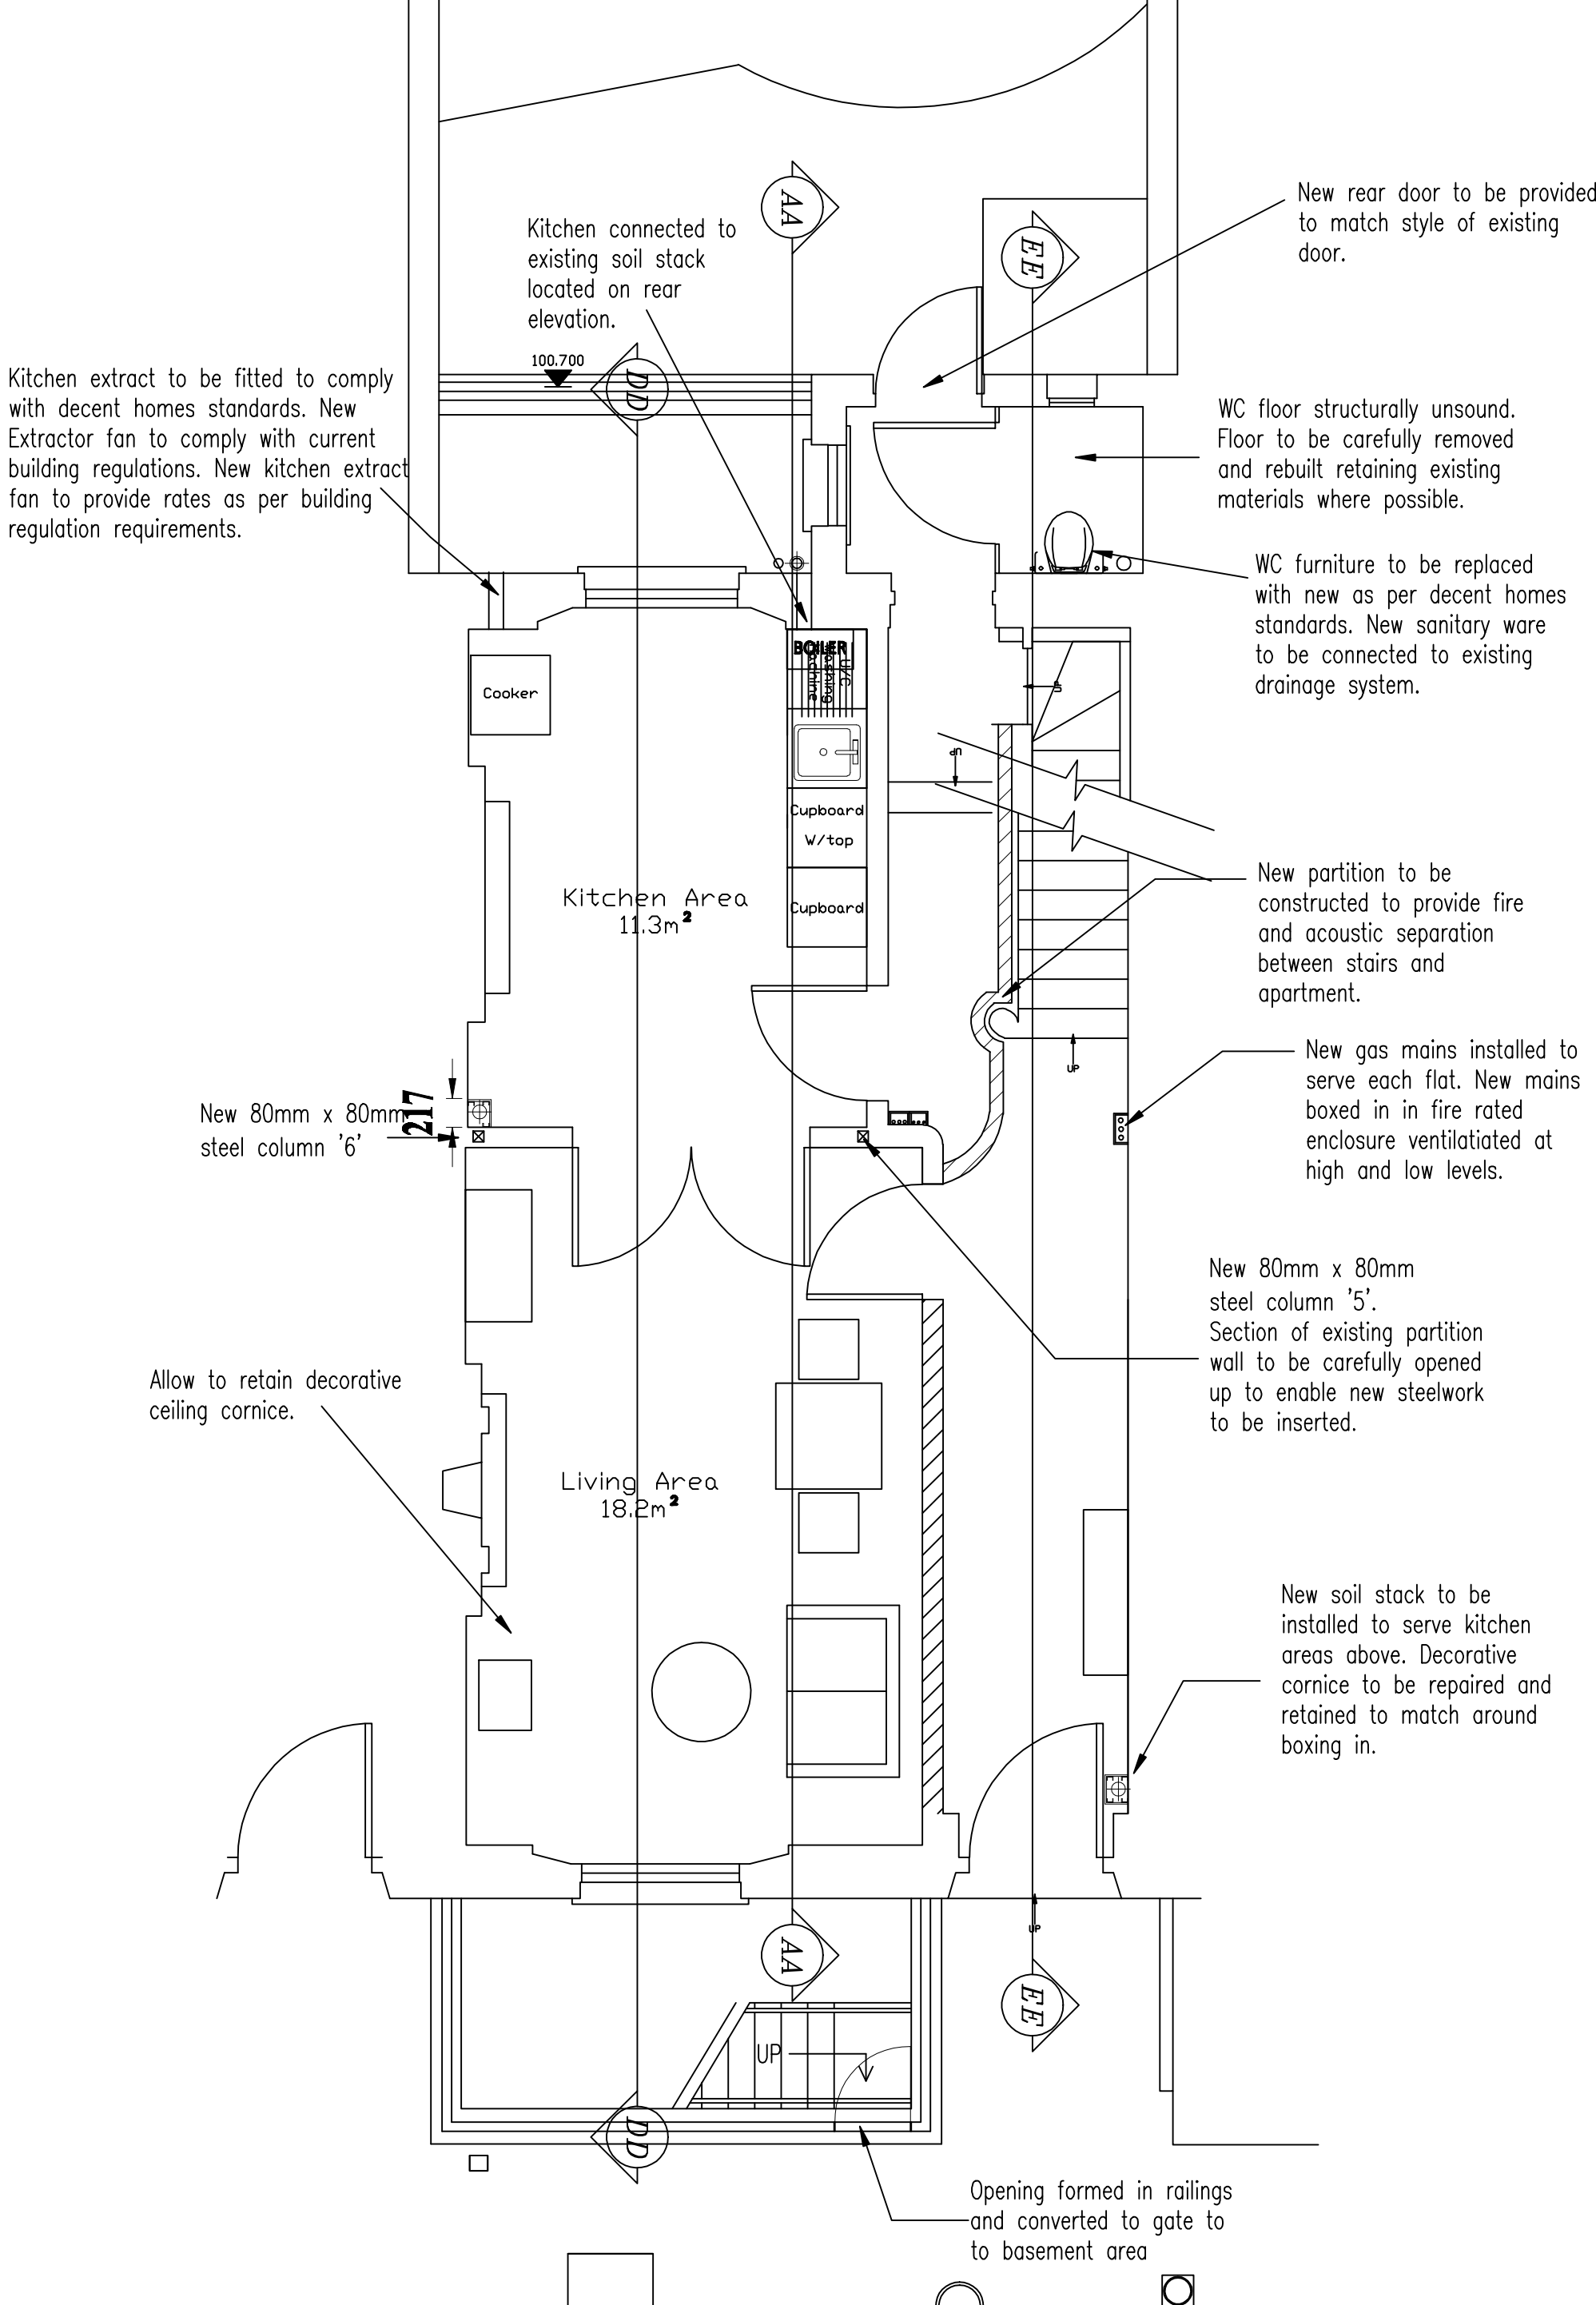 AA
New rear door to be provided
to match style of existing
door.
EE
Kitchen connected to
existing soil stack
located on rear
elevation.
100.700
DD
Kitchen extract to be fitted to comply
with decent homes standards. New
Extractor fan to comply with current
building regulations. New kitchen extract
fan to provide rates as per building
regulation requirements.
WC floor structurally unsound.
Floor to be carefully removed
and rebuilt retaining existing
materials where possible.
WC furniture to be replaced
with new as per decent homes
standards. New sanitary ware
to be connected to existing
drainage system.
BOILER
U/C
Washing
Machine
Cooker
UP
UP
Cupboard
W/top
Cupboard
Kitchen Area
11.3m²
New partition to be
constructed to provide fire
and acoustic separation
between stairs and
apartment.
UP
New gas mains installed to
serve each flat. New mains
boxed in in fire rated
enclosure ventilatiated at
high and low levels.
217
New 80mm x 80mm
steel column '6'
New 80mm x 80mm
steel column '5'.
Section of existing partition
wall to be carefully opened
up to enable new steelwork
to be inserted.
Allow to retain decorative
ceiling cornice.
Living Area
18.2m²
New soil stack to be
installed to serve kitchen
areas above. Decorative
cornice to be repaired and
retained to match around
boxing in.
UP
AA
EE
UP
DD
Opening formed in railings
and converted to gate to
to basement area